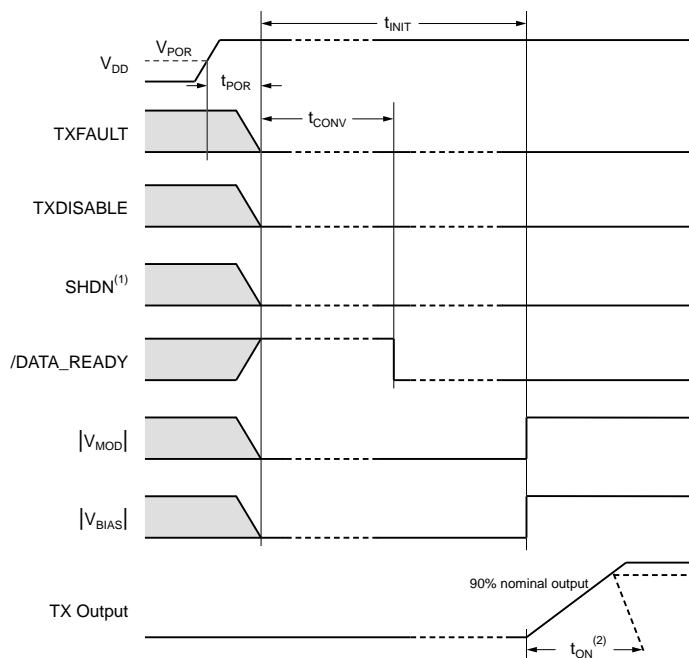 t_INIT
V_POR
V_DD
t_POR
t_CONV
TXFAULT
TXDISABLE
SHDN^(1)
/DATA_READY
|V_MOD|
|V_BIAS|
90% nominal output
TX Output
t_ON^(2)